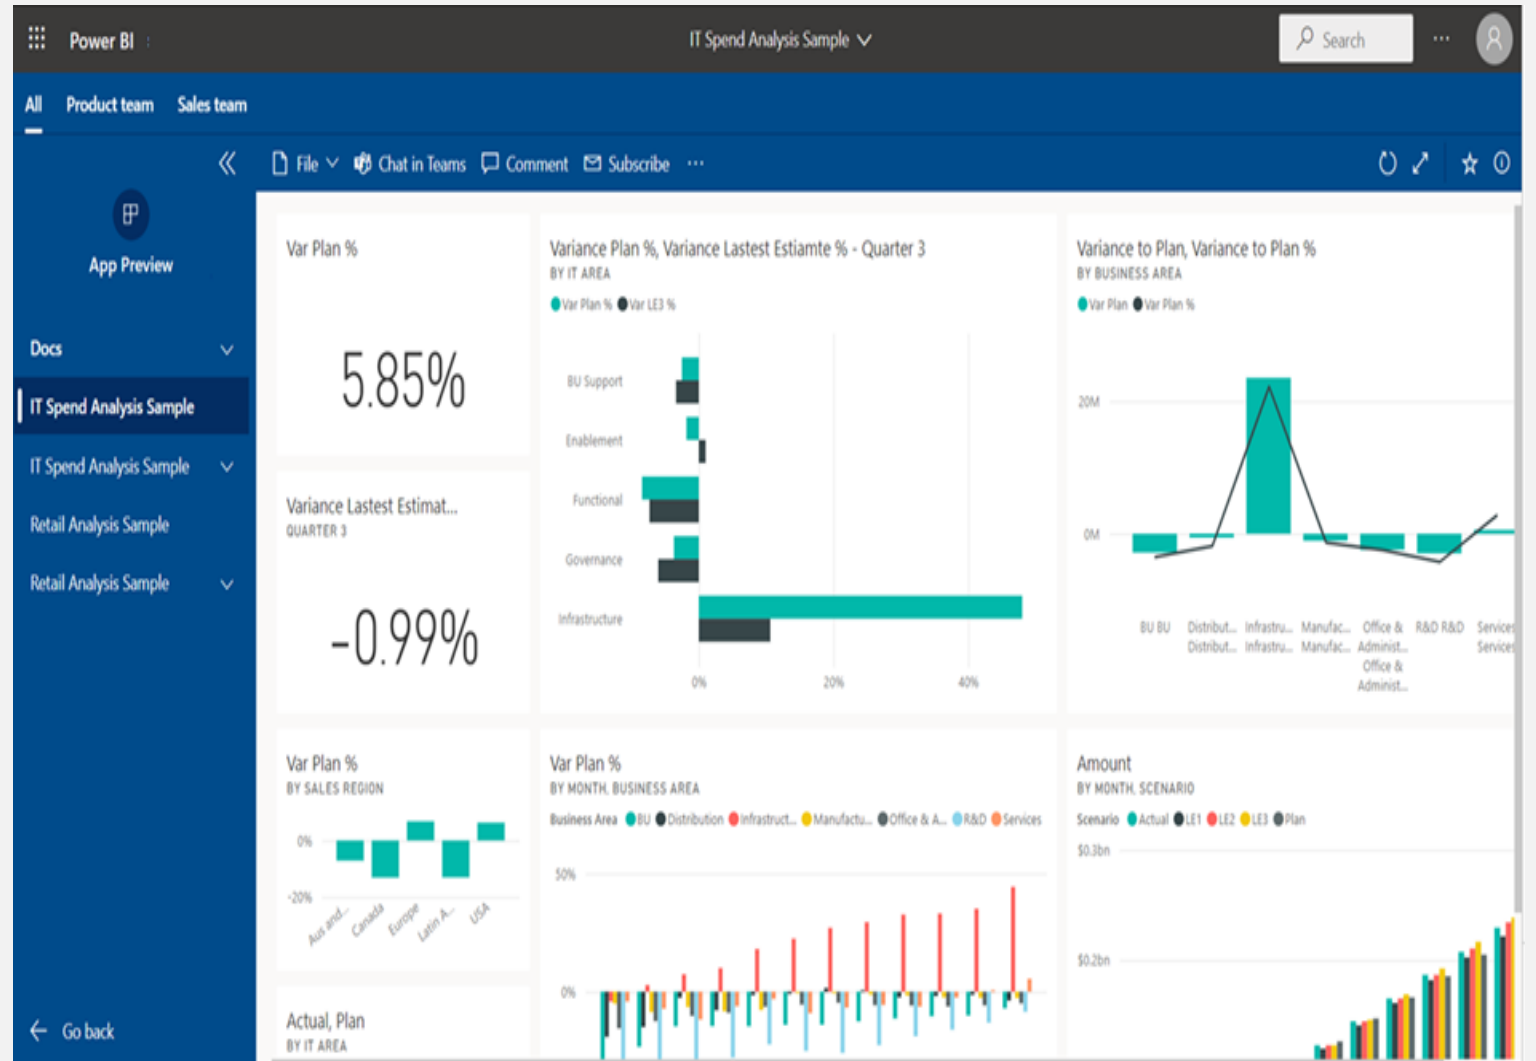 Power BI
IT Spend Analysis Sample
Search
All Product team Sales team
File Chat in Teams Comment Subscribe
App Preview
Docs
IT Spend Analysis Sample
IT Spend Analysis Sample
Retail Analysis Sample
Retail Analysis Sample
Go back
Var Plan %
5.85%
Variance Lastest Estimat...
QUARTER 3
-0.99%
Variance Plan %, Variance Lastest Estiamte % - Quarter 3
BY IT AREA
Var Plan % Var LE3 %
BU Support
Enablement
Functional
Governance
Infrastructure
0% 20% 40%
Variance to Plan, Variance to Plan %
BY BUSINESS AREA
Var Plan Var Plan %
20M
0M
BU BU Distribut... Infrastru... Manufac... Office & R&D R&D Services
Distribut... Infrastru... Manufac... Administ... Services
Office &
Administ...
Var Plan %
BY SALES REGION
0%
-20%
Aus and... Canada Europe Latin A... USA
Actual, Plan
BY IT AREA
Var Plan %
BY MONTH, BUSINESS AREA
Business Area BU Distribution Infrastruct... Manufactu... Office & A... R&D Services
50%
0%
Amount
BY MONTH, SCENARIO
Scenario Actual LE1 LE2 LE3 Plan
$0.3bn
$0.2bn